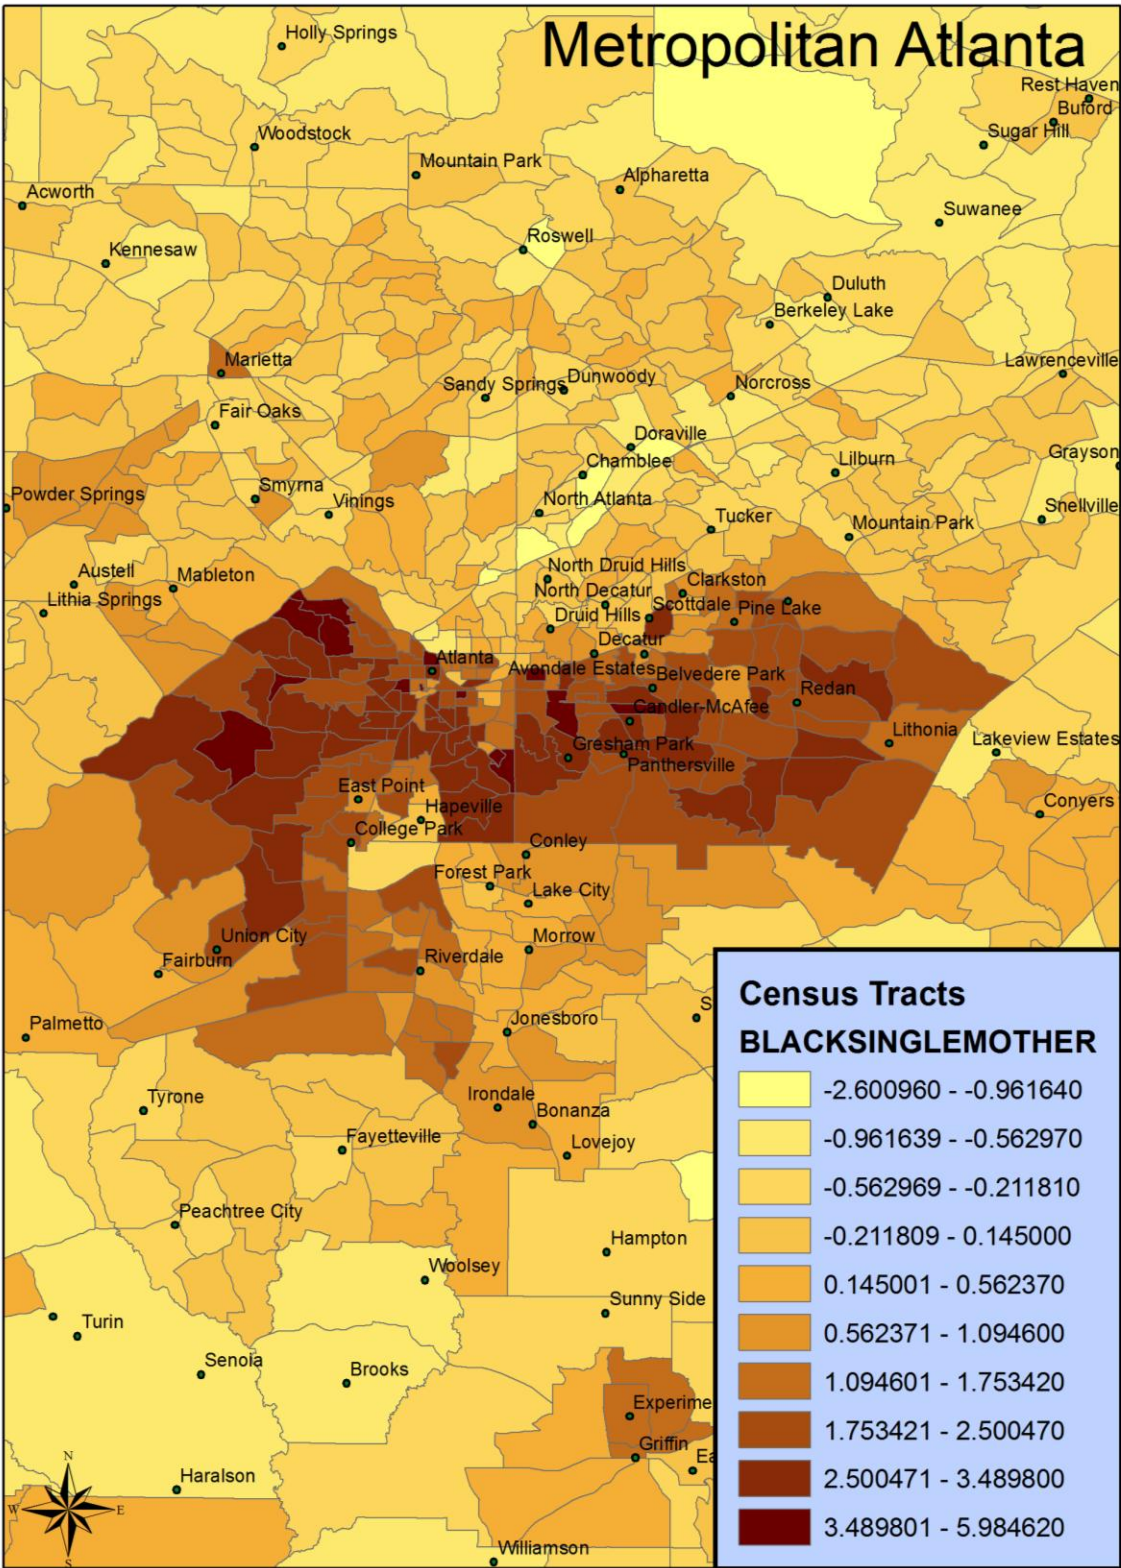 Metropolitan Atlanta
Holly Springs
Rest Haven
Buford
Sugar Hill
Woodstock
Mountain Park
Alpharetta
Acworth
Suwanee
Kennesaw
Roswell
Duluth
Berkeley Lake
Marietta
Lawrenceville
Sandy Springs
Dunwoody
Norcross
Fair Oaks
Doraville
Grayson
Chamblee
Lilburn
Powder Springs
Smyrna
Vinings
North Atlanta
Snellville
Tucker
Mountain Park
Austell
Mableton
North Druid Hills
Clarkston
Lithia Springs
North Decatur
Scottdale
Pine Lake
Druid Hills
Decatur
Atlanta
Avondale Estates
Belvedere Park
Redan
Candler-McAfee
Lithonia
Gresham Park
Lakeview Estates
Panthersville
East Point
Hapeville
Conyers
College Park
Conley
Forest Park
Lake City
Union City
Morrow
Fairburn
Riverdale
Palmetto
Jonesboro
S
Tyrone
Irondale
Bonanza
Fayetteville
Lovejoy
Peachtree City
Hampton
Woolsey
Sunny Side
Turin
Senoia
Brooks
Experime
Griffin
Ea
Haralson
Williamson
N
W
E
S
Census Tracts
BLACKSINGLEMOTHER
-2.600960 - -0.961640
-0.961639 - -0.562970
-0.562969 - -0.211810
-0.211809 - 0.145000
0.145001 - 0.562370
0.562371 - 1.094600
1.094601 - 1.753420
1.753421 - 2.500470
2.500471 - 3.489800
3.489801 - 5.984620